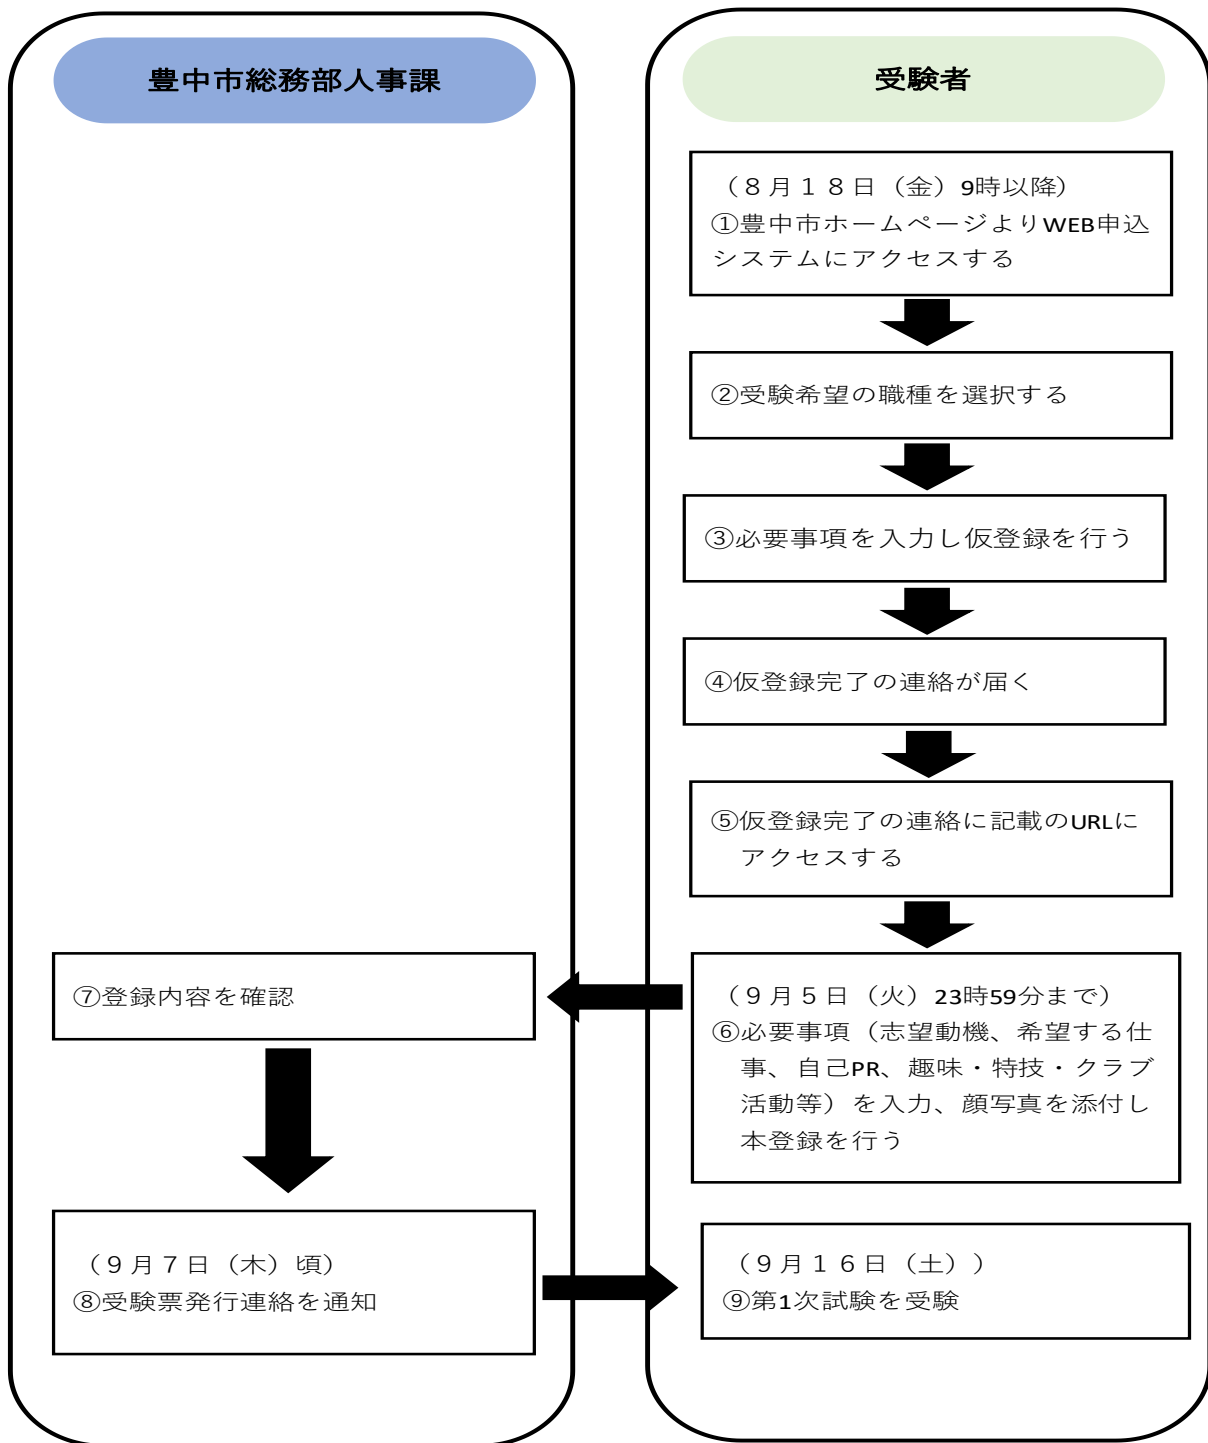 豊中市総務部人事課
受験者
（８月１８日（金）9時以降）
①豊中市ホームページよりWEB申込
システムにアクセスする
②受験希望の職種を選択する
③必要事項を入力し仮登録を行う
④仮登録完了の連絡が届く
⑤仮登録完了の連絡に記載のURLに
アクセスする
（９月５日（火）23時59分まで）
⑥必要事項（志望動機、希望する仕
事、自己PR、趣味・特技・クラブ
活動等）を入力、顔写真を添付し
本登録を行う
⑦登録内容を確認
（９月７日（木）頃）
⑧受験票発行連絡を通知
（９月１６日（土））
⑨第1次試験を受験